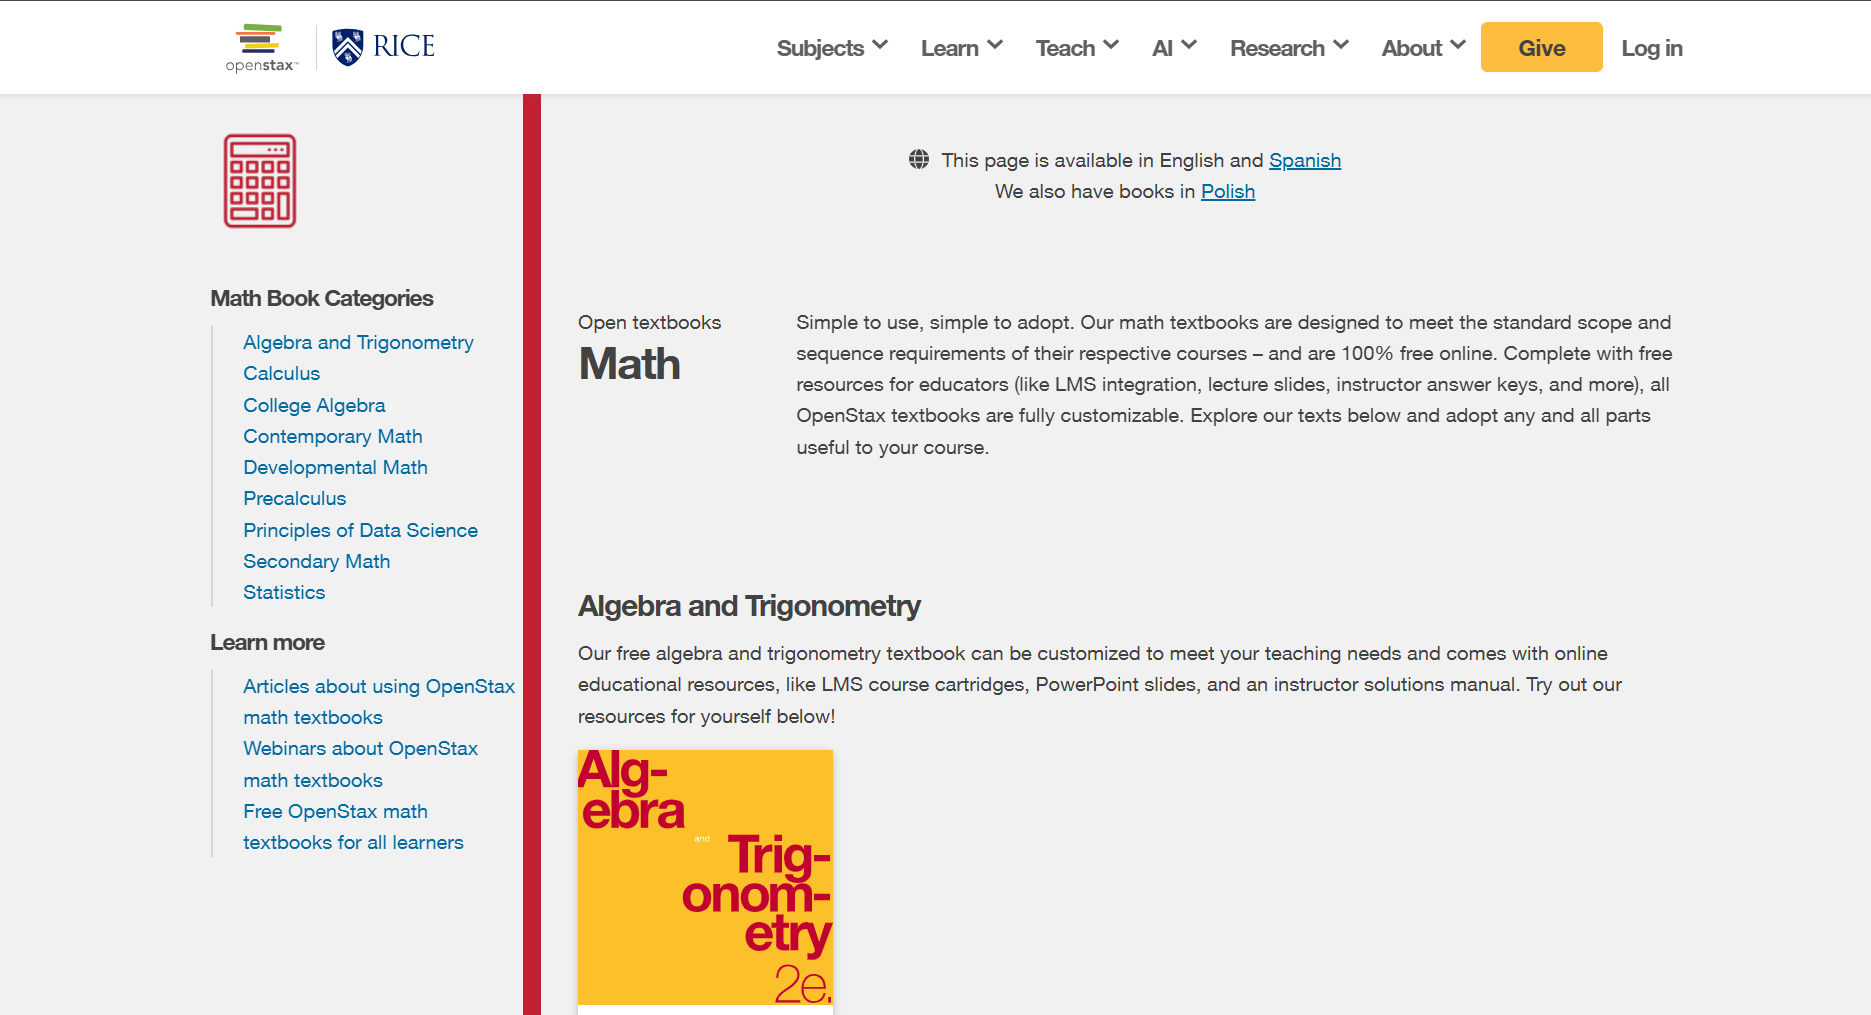 openstax™
RICE
Subjects
Learn
Teach
AI
Research
About
Give
Log in
This page is available in English and Spanish
We also have books in Polish
Math Book Categories
Algebra and Trigonometry
Calculus
College Algebra
Contemporary Math
Developmental Math
Precalculus
Principles of Data Science
Secondary Math
Statistics
Learn more
Articles about using OpenStax
math textbooks
Webinars about OpenStax
math textbooks
Free OpenStax math
textbooks for all learners
Open textbooks
Math
Simple to use, simple to adopt. Our math textbooks are designed to meet the standard scope and
sequence requirements of their respective courses – and are 100% free online. Complete with free
resources for educators (like LMS integration, lecture slides, instructor answer keys, and more), all
OpenStax textbooks are fully customizable. Explore our texts below and adopt any and all parts
useful to your course.
Algebra and Trigonometry
Our free algebra and trigonometry textbook can be customized to meet your teaching needs and comes with online
educational resources, like LMS course cartridges, PowerPoint slides, and an instructor solutions manual. Try out our
resources for yourself below!
Alg-
ebra
and
Trig-
onom-
etry
2e.